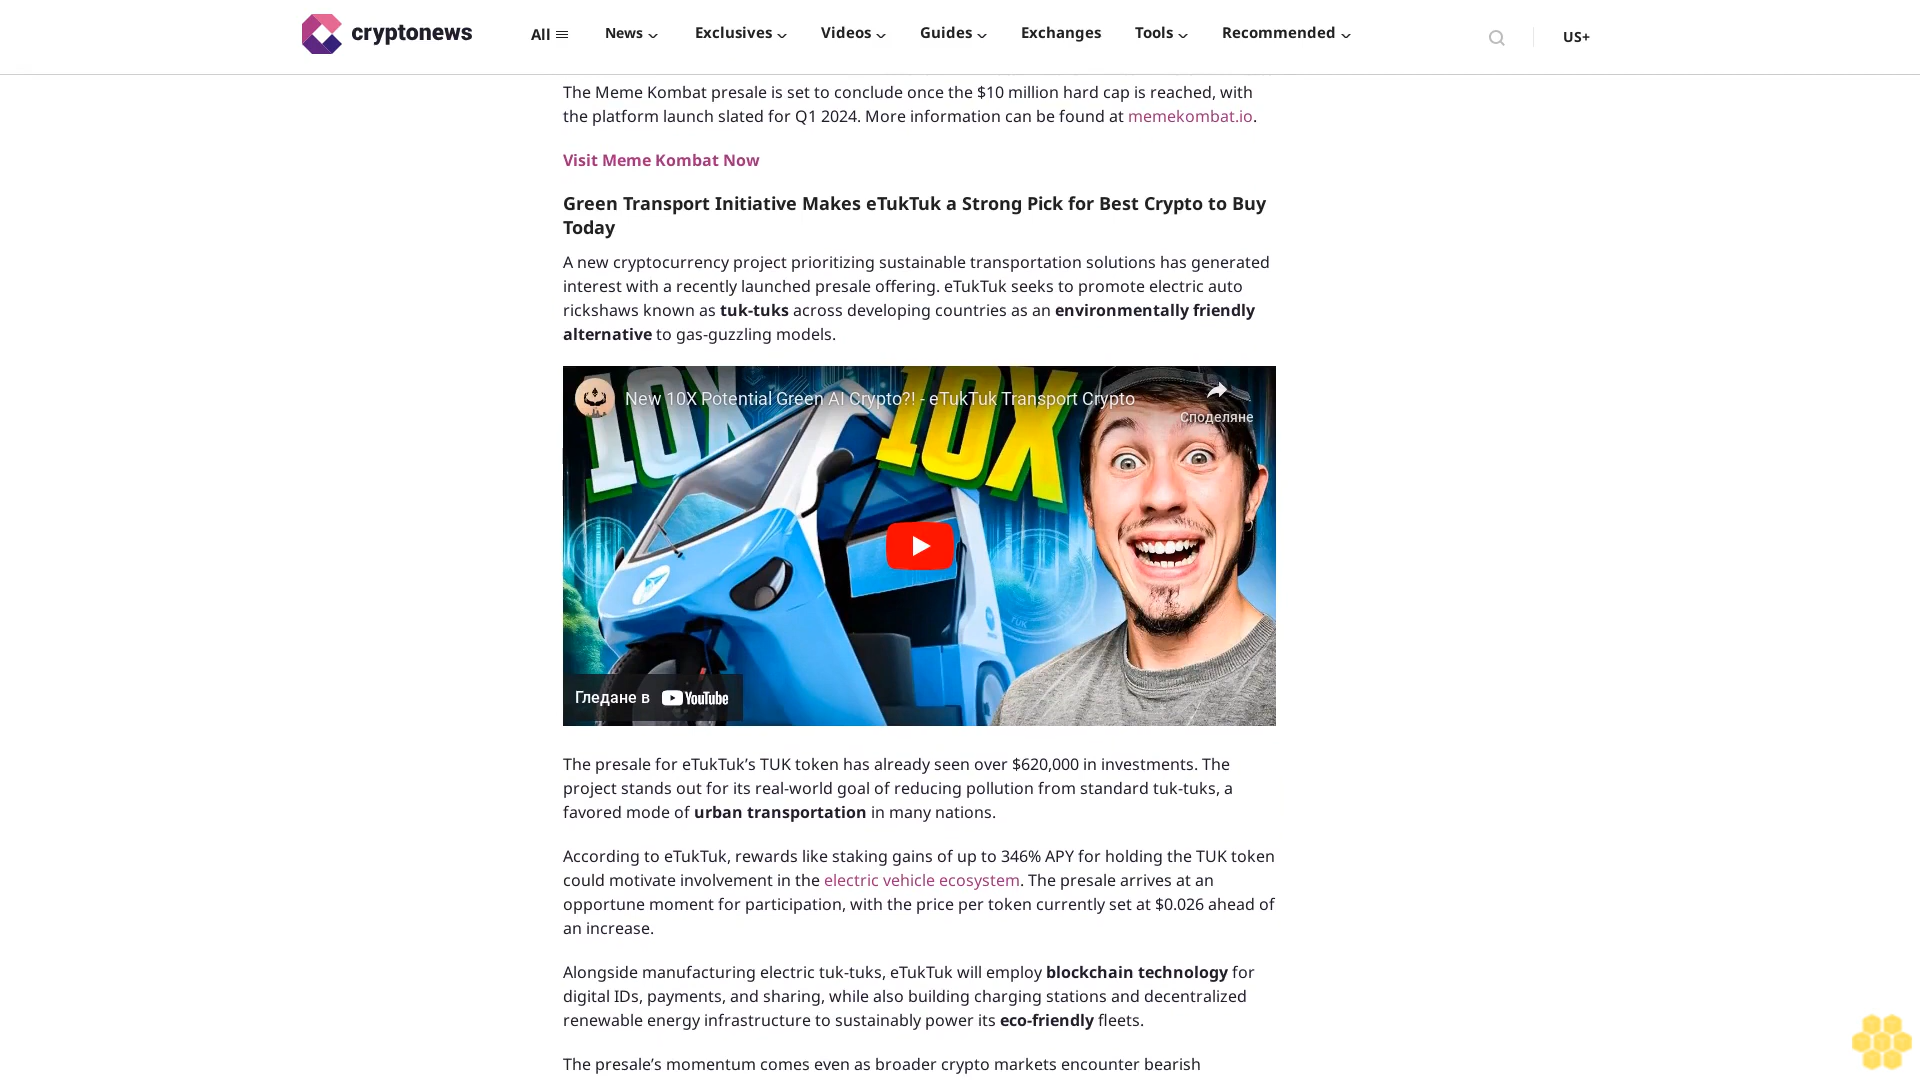 cryptonews
All
News
Exclusives
Videos
Guides
Exchanges
Tools
Recommended
US+
The Meme Kombat presale is set to conclude once the $10 million hard cap is reached, with
the platform launch slated for Q1 2024. More information can be found at memekombat.io.
Visit Meme Kombat Now
Green Transport Initiative Makes eTukTuk a Strong Pick for Best Crypto to Buy
Today
A new cryptocurrency project prioritizing sustainable transportation solutions has generated
interest with a recently launched presale offering. eTukTuk seeks to promote electric auto
rickshaws known as tuk-tuks across developing countries as an environmentally friendly
alternative to gas-guzzling models.
10X 10X
New 10X Potential Green AI Crypto?! - eTukTuk Transport Crypto
Споделяне
TUK
Гледане в YouTube
The presale for eTukTuk’s TUK token has already seen over $620,000 in investments. The
project stands out for its real-world goal of reducing pollution from standard tuk-tuks, a
favored mode of urban transportation in many nations.
According to eTukTuk, rewards like staking gains of up to 346% APY for holding the TUK token
could motivate involvement in the electric vehicle ecosystem. The presale arrives at an
opportune moment for participation, with the price per token currently set at $0.026 ahead of
an increase.
Alongside manufacturing electric tuk-tuks, eTukTuk will employ blockchain technology for
digital IDs, payments, and sharing, while also building charging stations and decentralized
renewable energy infrastructure to sustainably power its eco-friendly fleets.
The presale’s momentum comes even as broader crypto markets encounter bearish